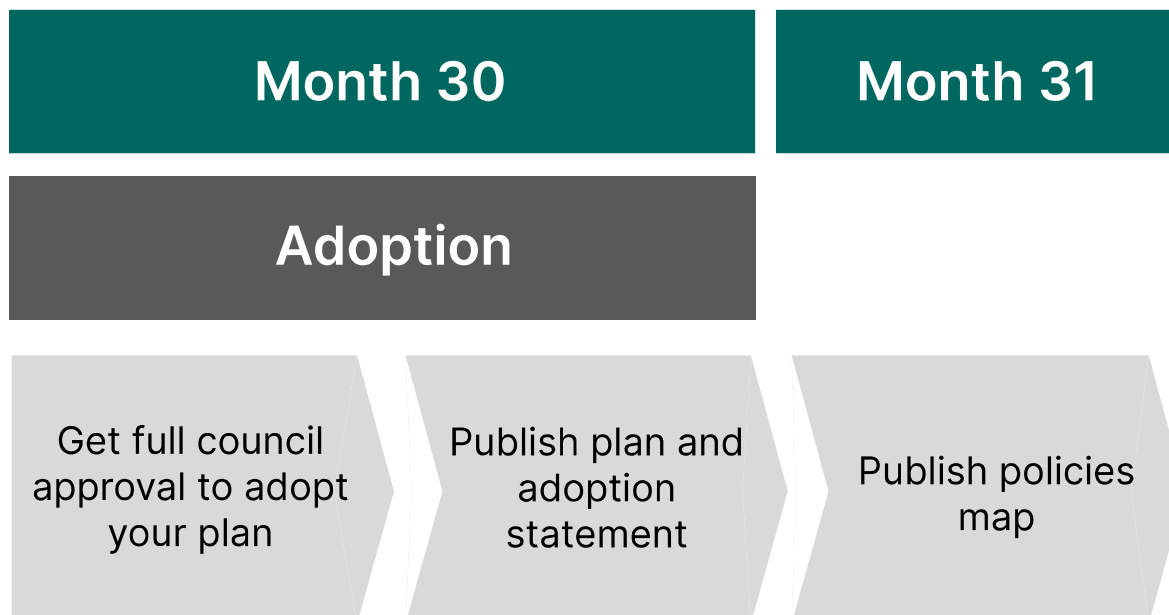 Month 30
Month 31
Adoption
Get full council
approval to adopt
your plan
Publish plan and
adoption
statement
Publish policies
map